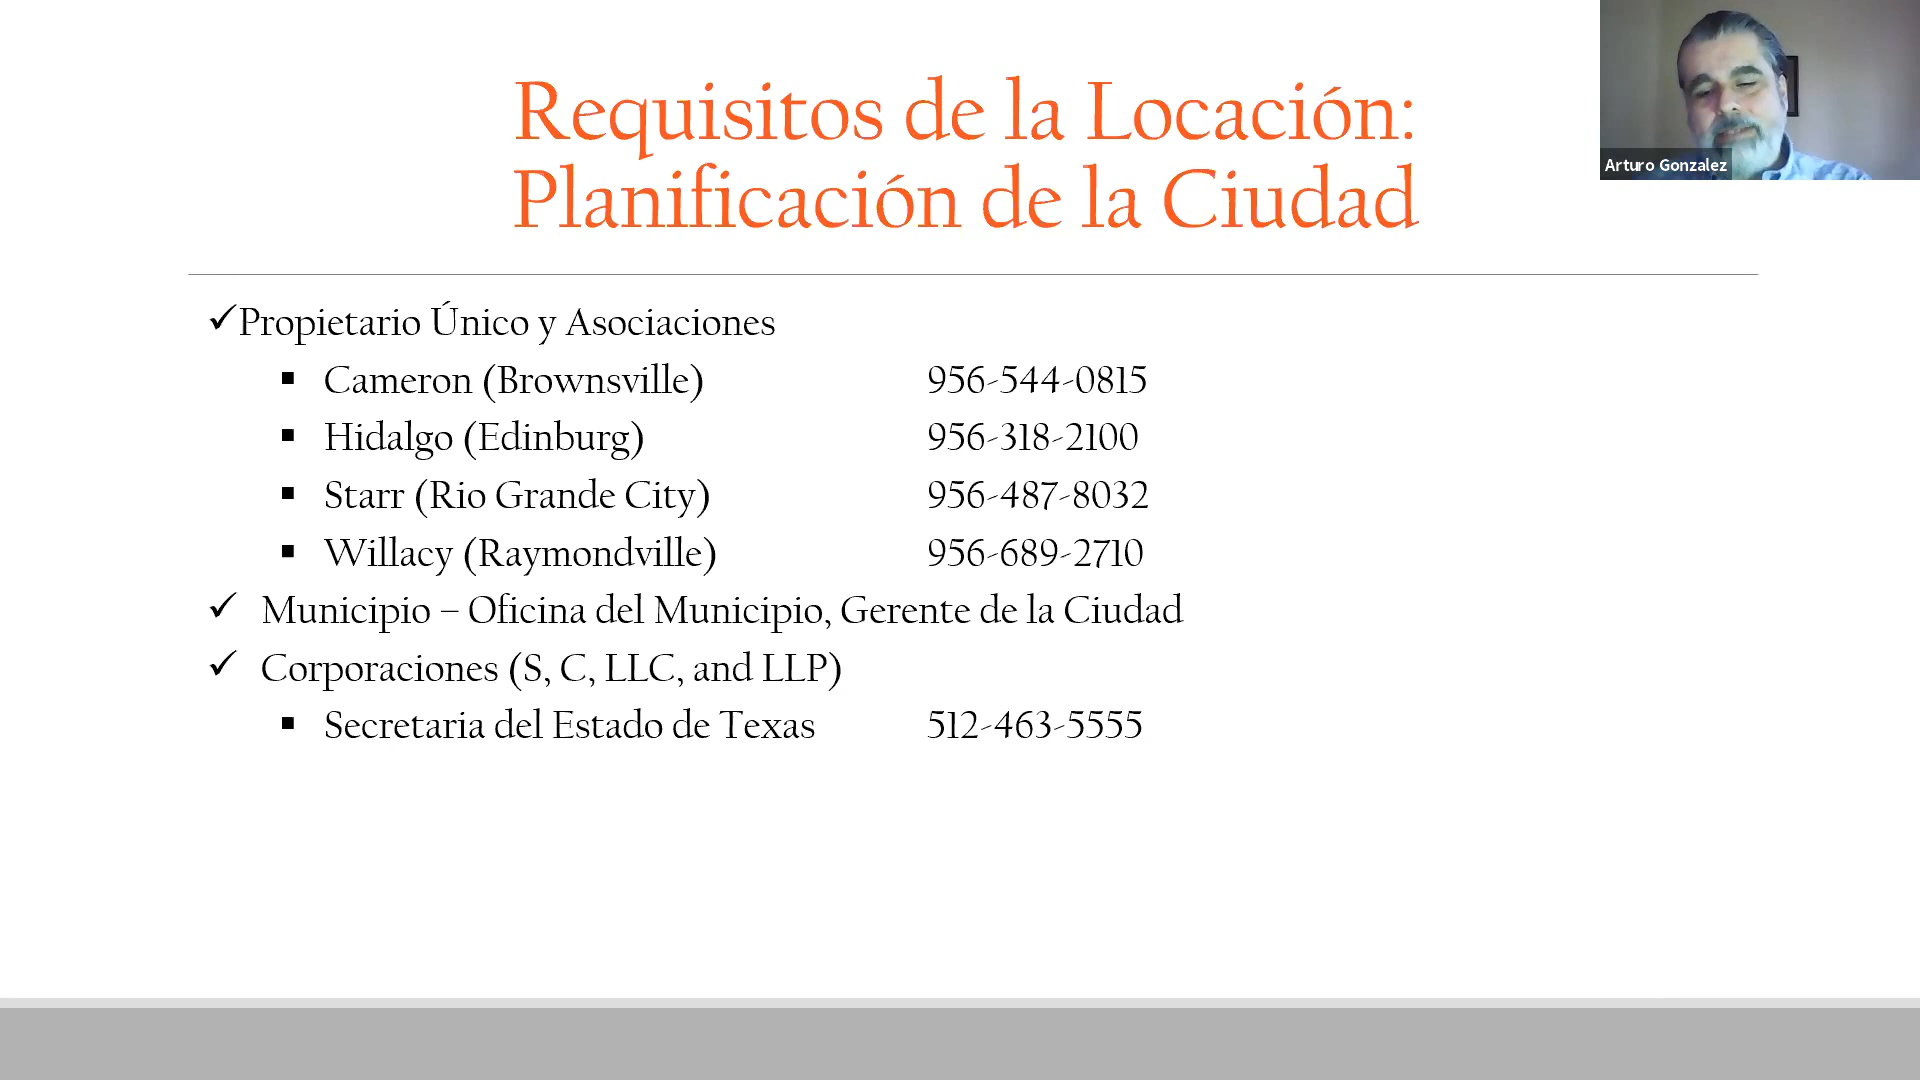 Requisitos de la Locación:
Planificación de la Ciudad
Arturo Gonzalez
✓Propietario Único y Asociaciones
▪ Cameron (Brownsville) 956-544-0815
▪ Hidalgo (Edinburg) 956-318-2100
▪ Starr (Rio Grande City) 956-487-8032
▪ Willacy (Raymondville) 956-689-2710
✓ Municipio – Oficina del Municipio, Gerente de la Ciudad
✓ Corporaciones (S, C, LLC, and LLP)
▪ Secretaria del Estado de Texas 512-463-5555